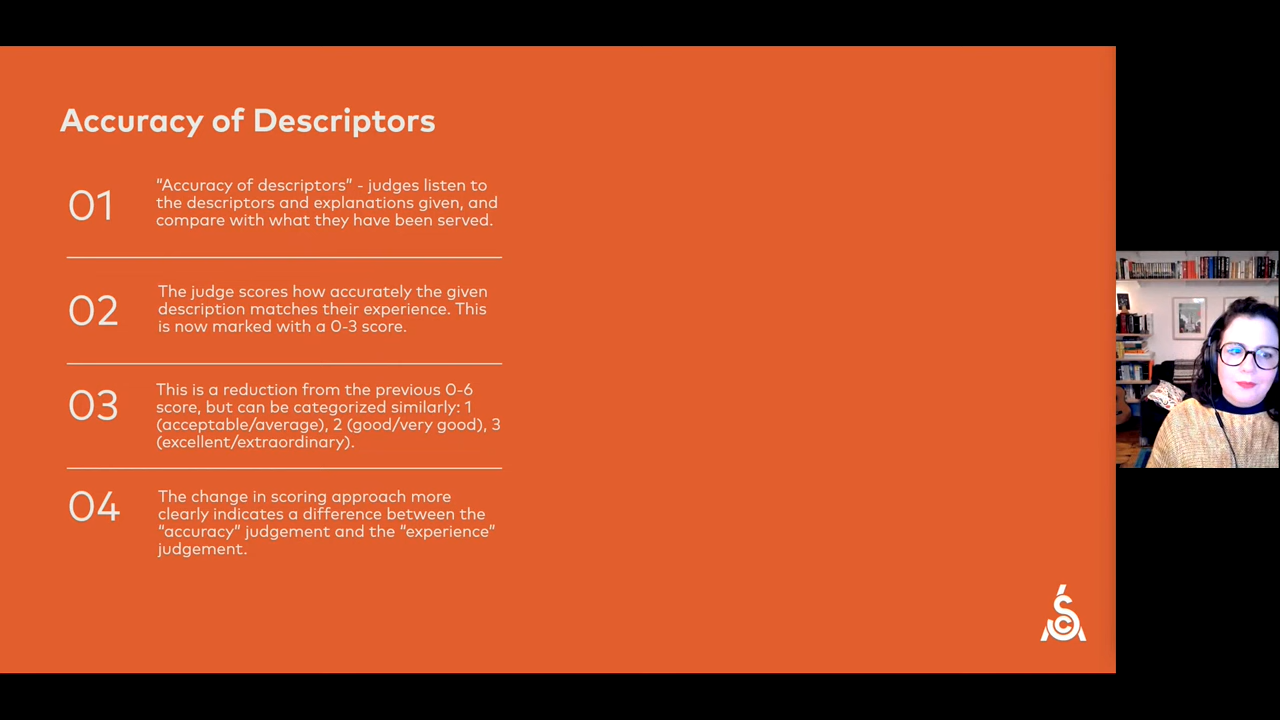 Accuracy of Descriptors
01
“Accuracy of descriptors” - judges listen to
the descriptors and explanations given, and
compare with what they have been served.
02
The judge scores how accurately the given
description matches their experience. This
is now marked with a 0-3 score.
03
This is a reduction from the previous 0-6
score, but can be categorized similarly: 1
(acceptable/average), 2 (good/very good), 3
(excellent/extraordinary).
04
The change in scoring approach more
clearly indicates a difference between the
“accuracy” judgement and the “experience”
judgement.
SCA